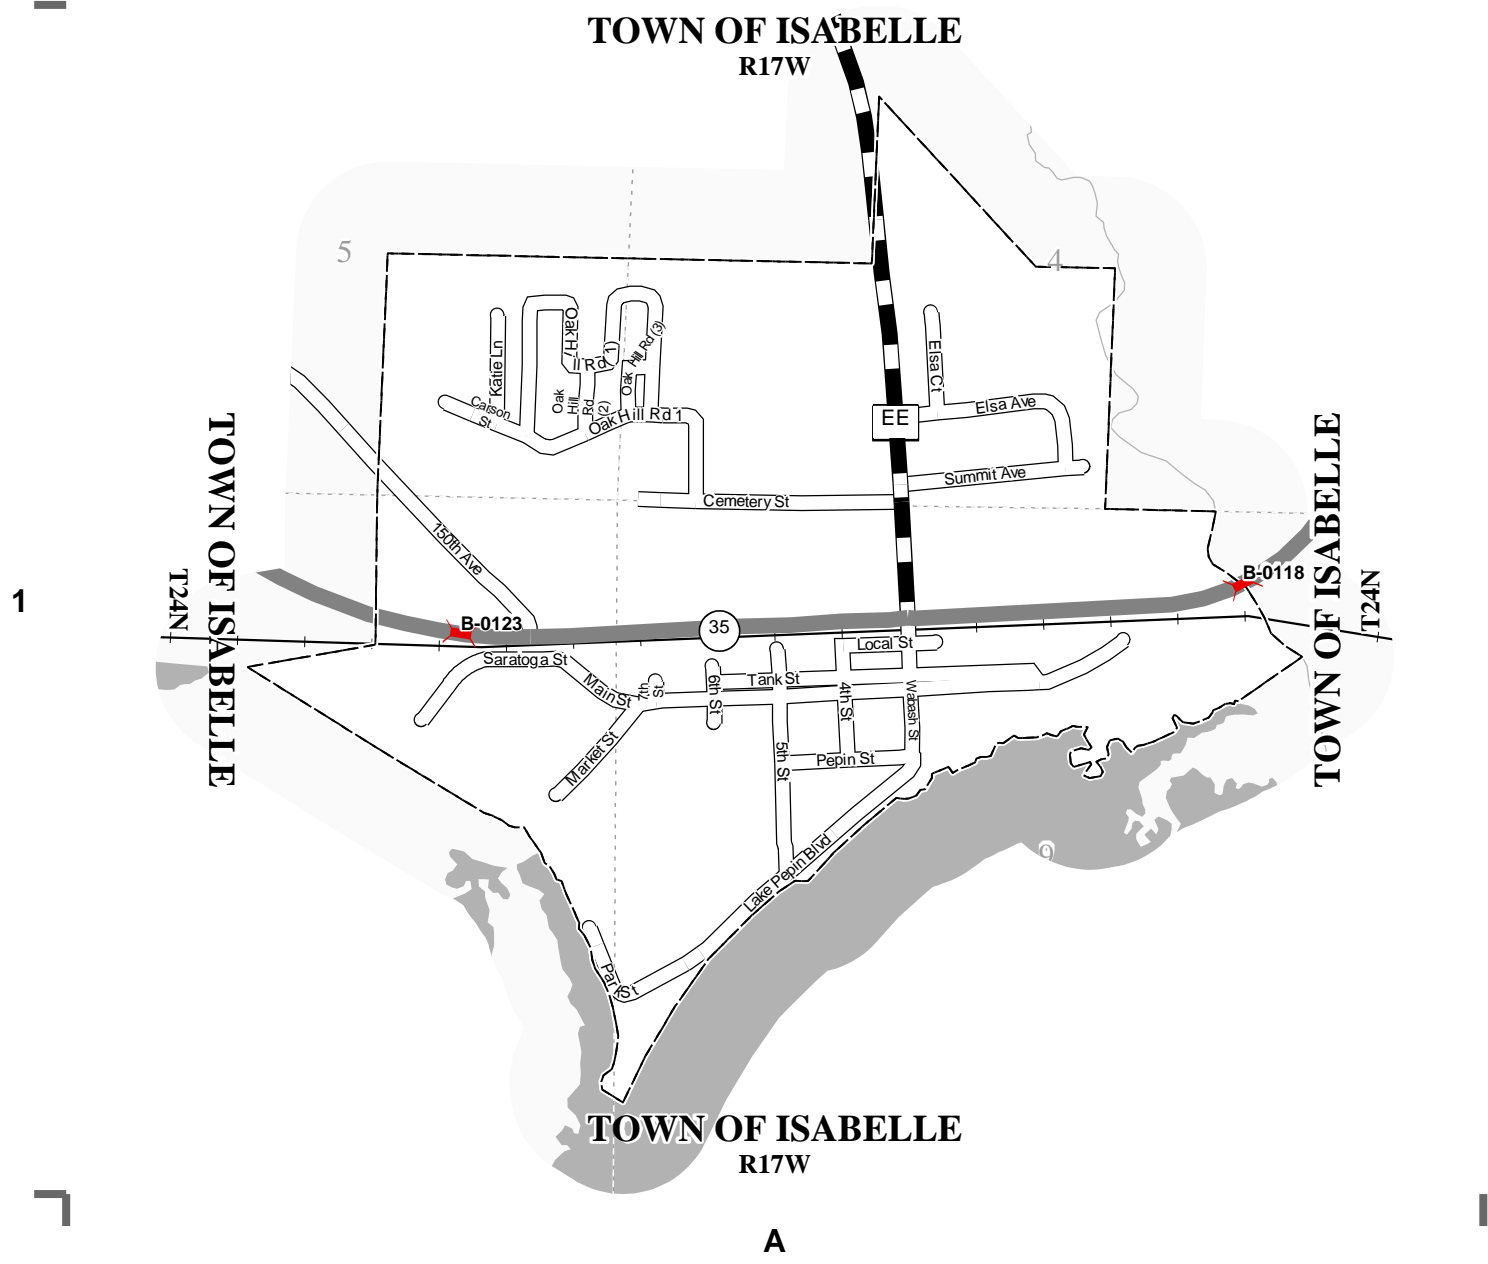 TOWN OF ISABELLE
R17W
5
4
Oak Hill Rd (1)
Oak Hill Rd (3)
Katie Ln
Oak Hill Rd (2)
Carson St
Oak Hill Rd 1
Elsa Ct
Elsa Ave
EE
Summit Ave
Cemetery St
150th Ave
TOWN OF ISABELLE
T24N
1
B-0123
35
B-0118
T24N
TOWN OF ISABELLE
Local St
Saratoga St
Main St
7th St
6th St
Tank St
4th St
Wabash St
Market St
5th St
Pepin St
Lake Pepin Blvd
9
Park St
TOWN OF ISABELLE
R17W
A